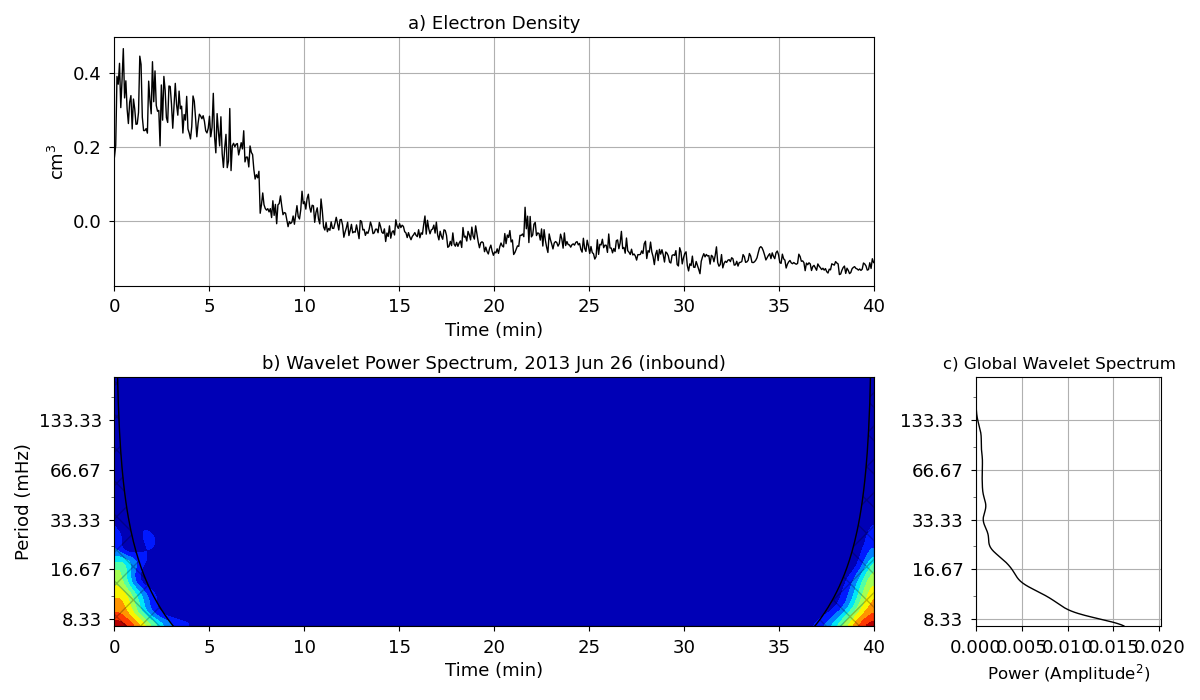 a) Electron Density
cm³
0.4
0.2
0.0
0 5 10 15 20 25 30 35 40
Time (min)
b) Wavelet Power Spectrum, 2013 Jun 26 (inbound)
Period (mHz)
133.33
66.67
33.33
16.67
8.33
0 5 10 15 20 25 30 35 40
Time (min)
c) Global Wavelet Spectrum
133.33
66.67
33.33
16.67
8.33
0.000 0.005 0.010 0.015 0.020
Power (Amplitude²)